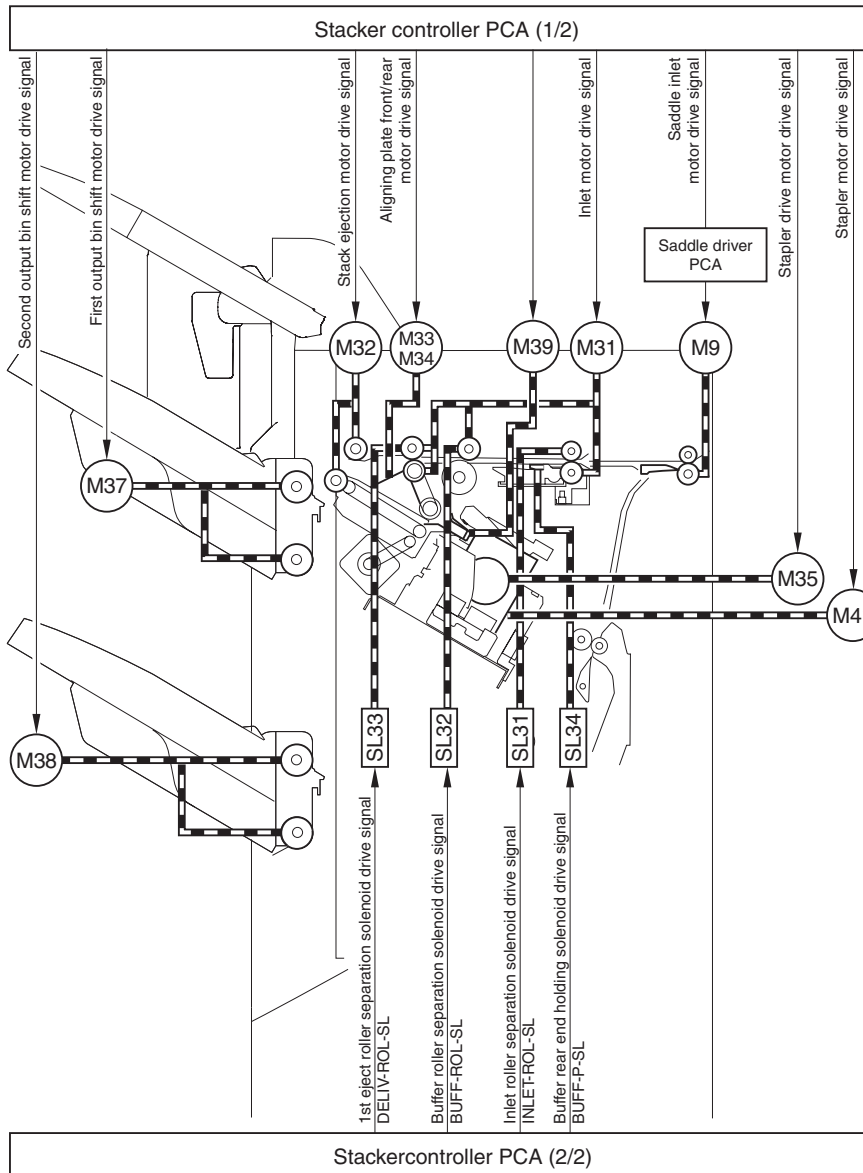 Stacker controller PCA (1/2)
Second output bin shift motor drive signal
First output bin shift motor drive signal
Stack ejection motor drive signal
Aligning plate front/rear
motor drive signal
Inlet motor drive signal
Saddle inlet
motor drive signal
Stapler drive motor drive signal
Stapler motor drive signal
Saddle driver
PCA
M32
M33
M34
M39
M31
M9
M37
M35
M4
M38
SL33
SL32
SL31
SL34
1st eject roller separation solenoid drive signal
DELIV-ROL-SL
Buffer roller separation solenoid drive signal
BUFF-ROL-SL
Inlet roller separation solenoid drive signal
INLET-ROL-SL
Buffer rear end holding solenoid drive signal
BUFF-P-SL
Stackercontroller PCA (2/2)